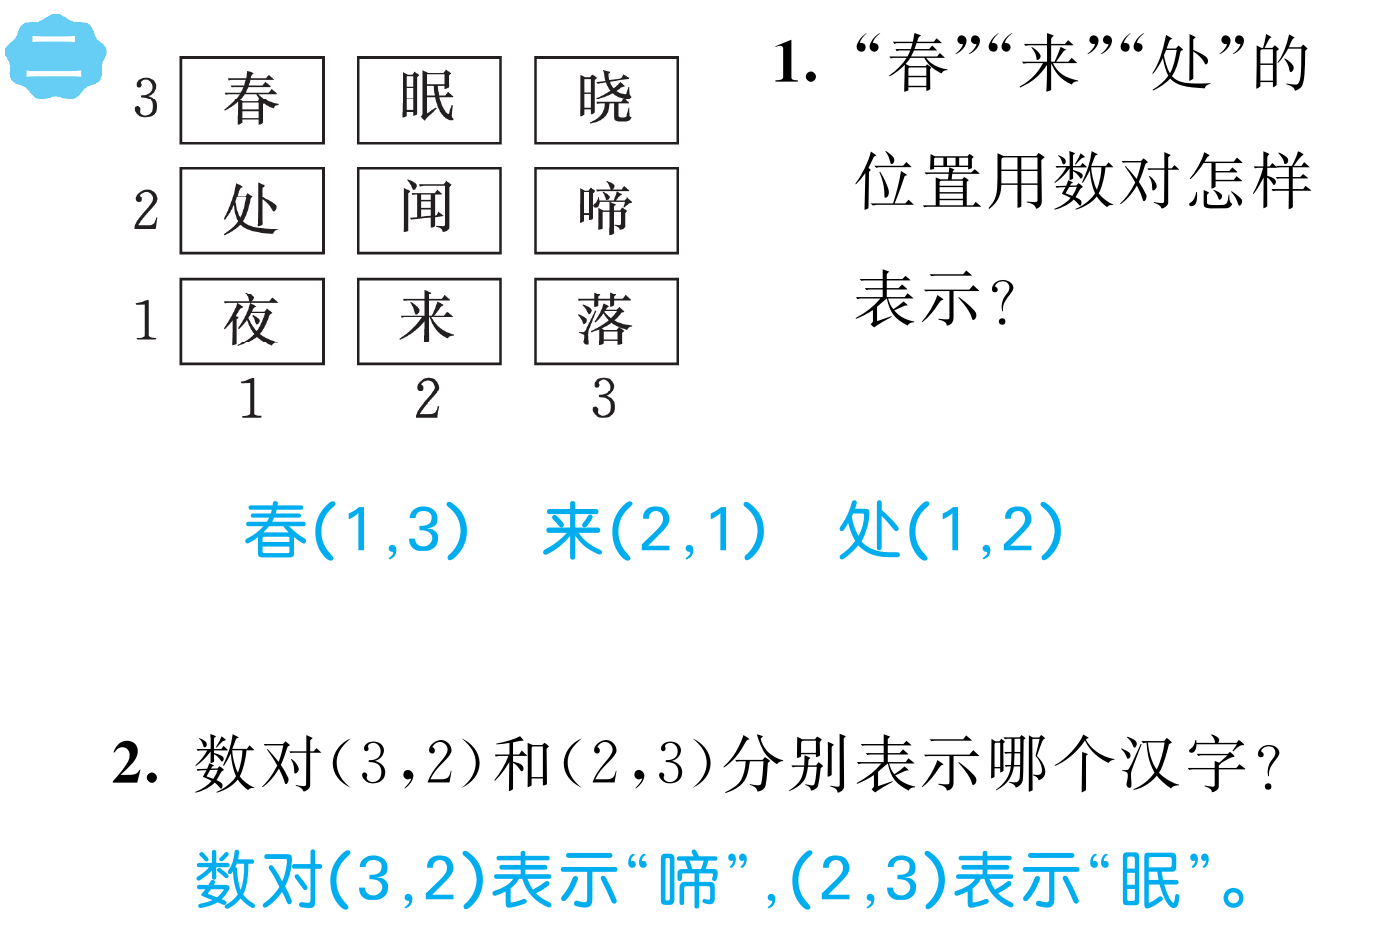 二
3 春 眠 晓
2 处 闻 啼
1 夜 来 落
1 2 3
1. “春”“来”“处”的
位置用数对怎样
表示?
春(1,3) 来(2,1) 处(1,2)
2. 数对(3,2)和(2,3)分别表示哪个汉字?
数对(3,2)表示“啼”,(2,3)表示“眠”。